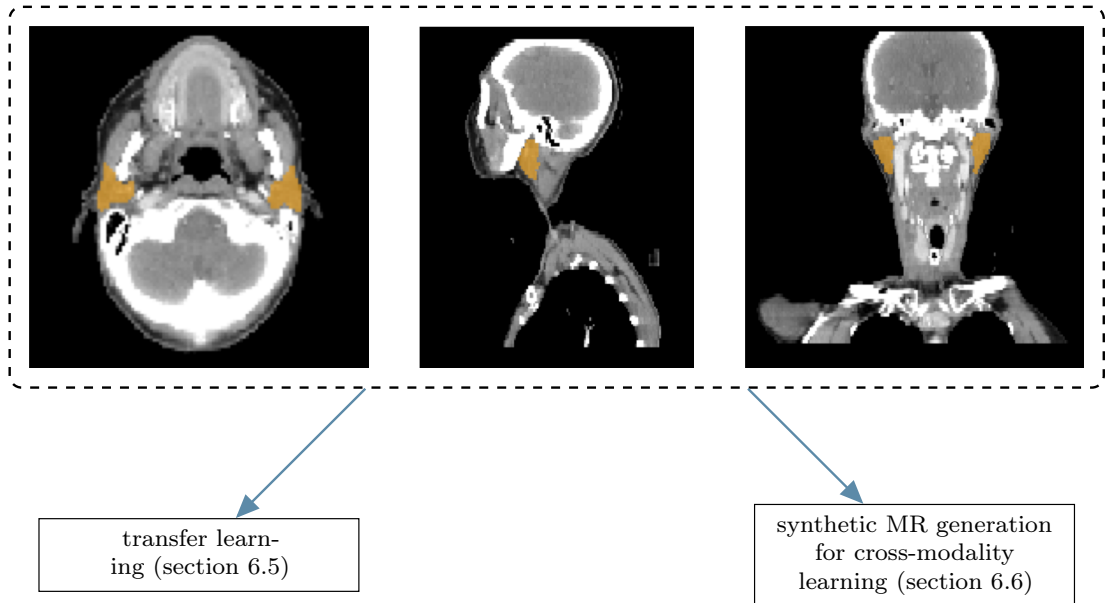 transfer learn-
ing (section 6.5)
synthetic MR generation
for cross-modality
learning (section 6.6)